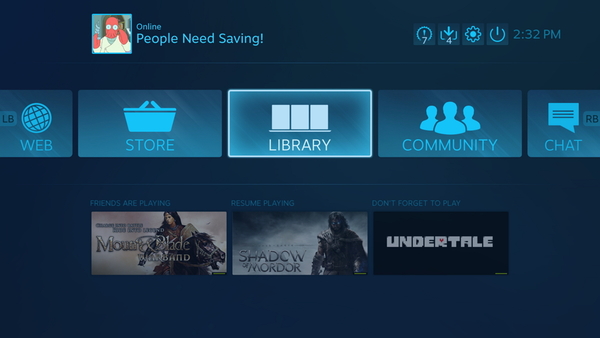 Online
People Need Saving!
7
4
2:32 PM
LB
WEB
STORE
LIBRARY
COMMUNITY
CHAT
RB
FRIENDS ARE PLAYING
RESUME PLAYING
DON'T FORGET TO PLAY
Mount&Blade
WARBAND
SHADOW
OF MORDOR
UNDERTALE